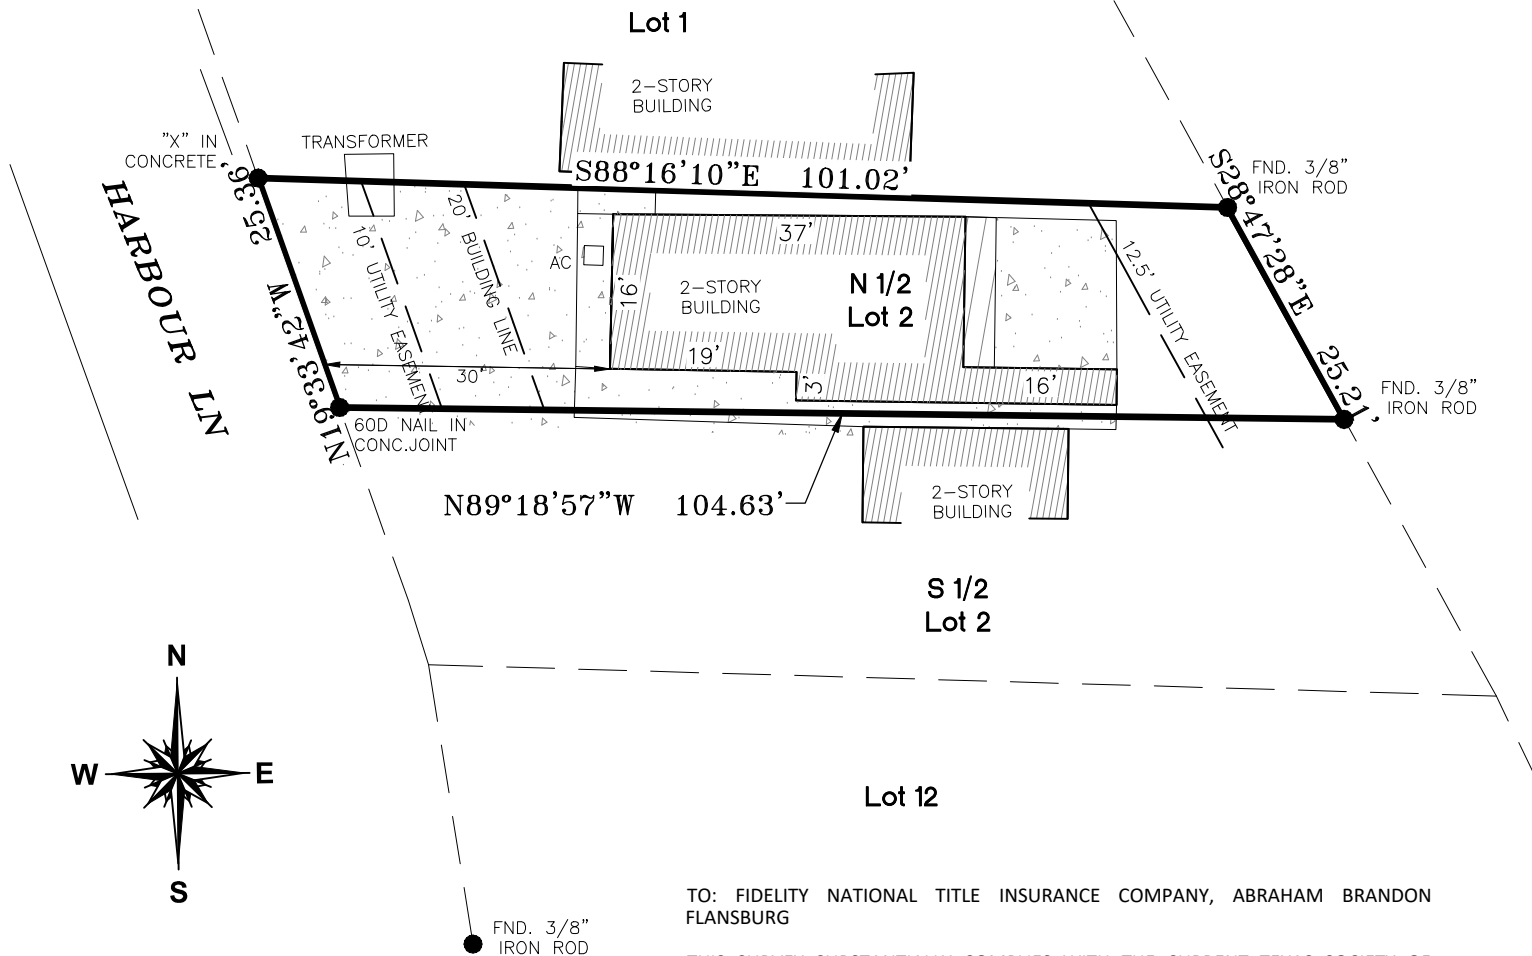 Lot 1
2-STORY
BUILDING
"X" IN
CONCRETE
TRANSFORMER
S88°16'10"E 101.02'
FND. 3/8"
IRON ROD
S28°47'28"E 25.21'
HARBOUR LN
N19°33'42"W 25.36'
10' UTILITY EASEMENT
20' BUILDING LINE
AC
37'
16'
2-STORY
BUILDING
N 1/2
Lot 2
12.5' UTILITY EASEMENT
19'
30'
3'
16'
FND. 3/8"
IRON ROD
60D NAIL IN
CONC.JOINT
N89°18'57"W 104.63'
2-STORY
BUILDING
S 1/2
Lot 2
N
W
E
S
Lot 12
FND. 3/8"
IRON ROD
TO: FIDELITY NATIONAL TITLE INSURANCE COMPANY, ABRAHAM BRANDON
FLANSBURG